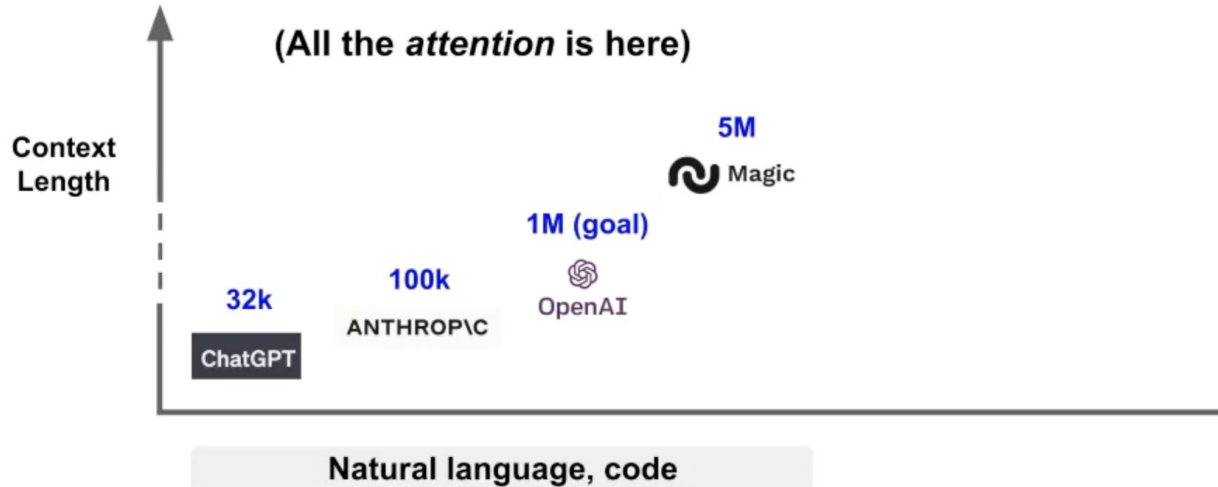 (All the attention is here)
Context
Length
5M
Magic
1M (goal)
OpenAI
100k
ANTHROP\C
32k
ChatGPT
Natural language, code